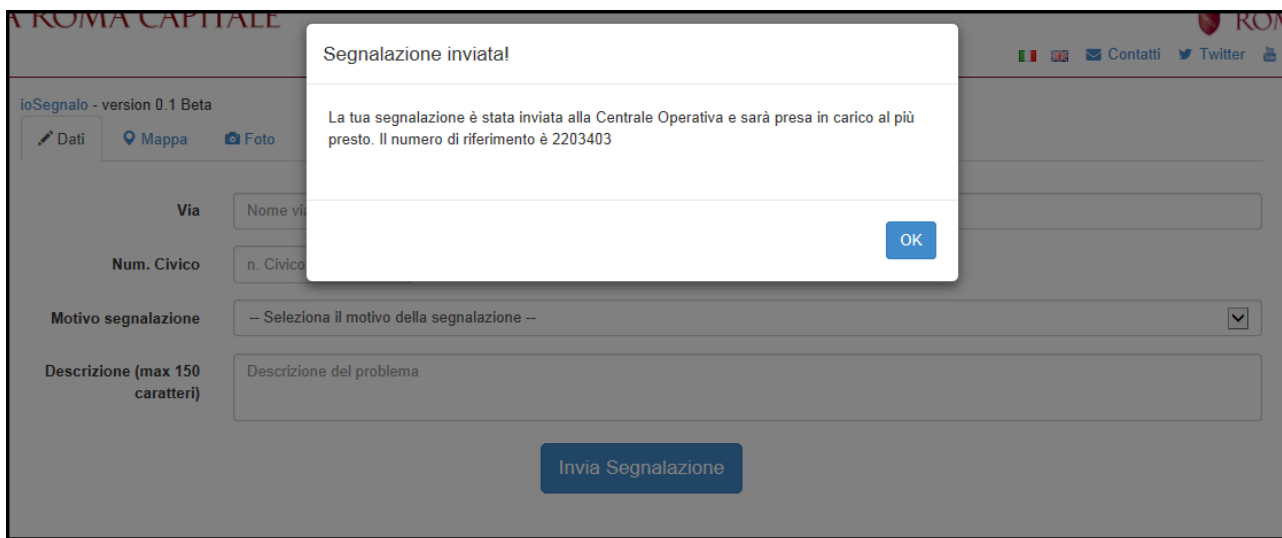 ROMA CAPITALE
Segnalazione inviata!
Contatti Twitter
ioSegnalo - version 0.1 Beta
La tua segnalazione è stata inviata alla Centrale Operativa e sarà presa in carico al più
presto. Il numero di riferimento è 2203403
Dati Mappa Foto
Via Nome via
OK
Num. Civico n. Civico
Motivo segnalazione -- Seleziona il motivo della segnalazione --
Descrizione (max 150
caratteri) Descrizione del problema
Invia Segnalazione